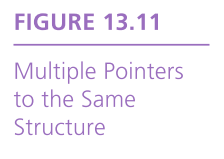 FIGURE 13.11
Multiple Pointers
to the Same
Structure